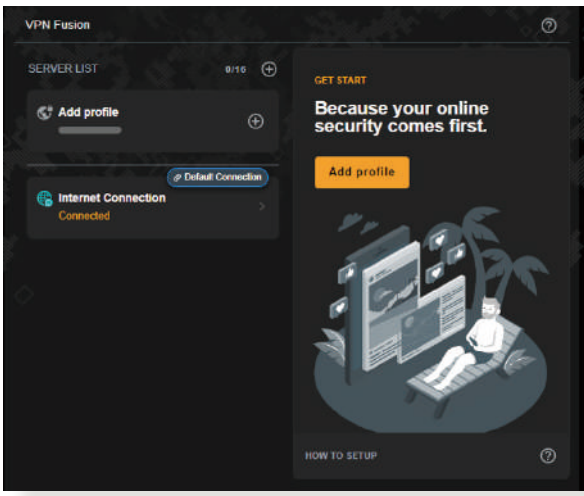 VPN Fusion
SERVER LIST
0/16
Add profile
Default Connection
Internet Connection
Connected
GET START
Because your online
security comes first.
Add profile
HOW TO SETUP